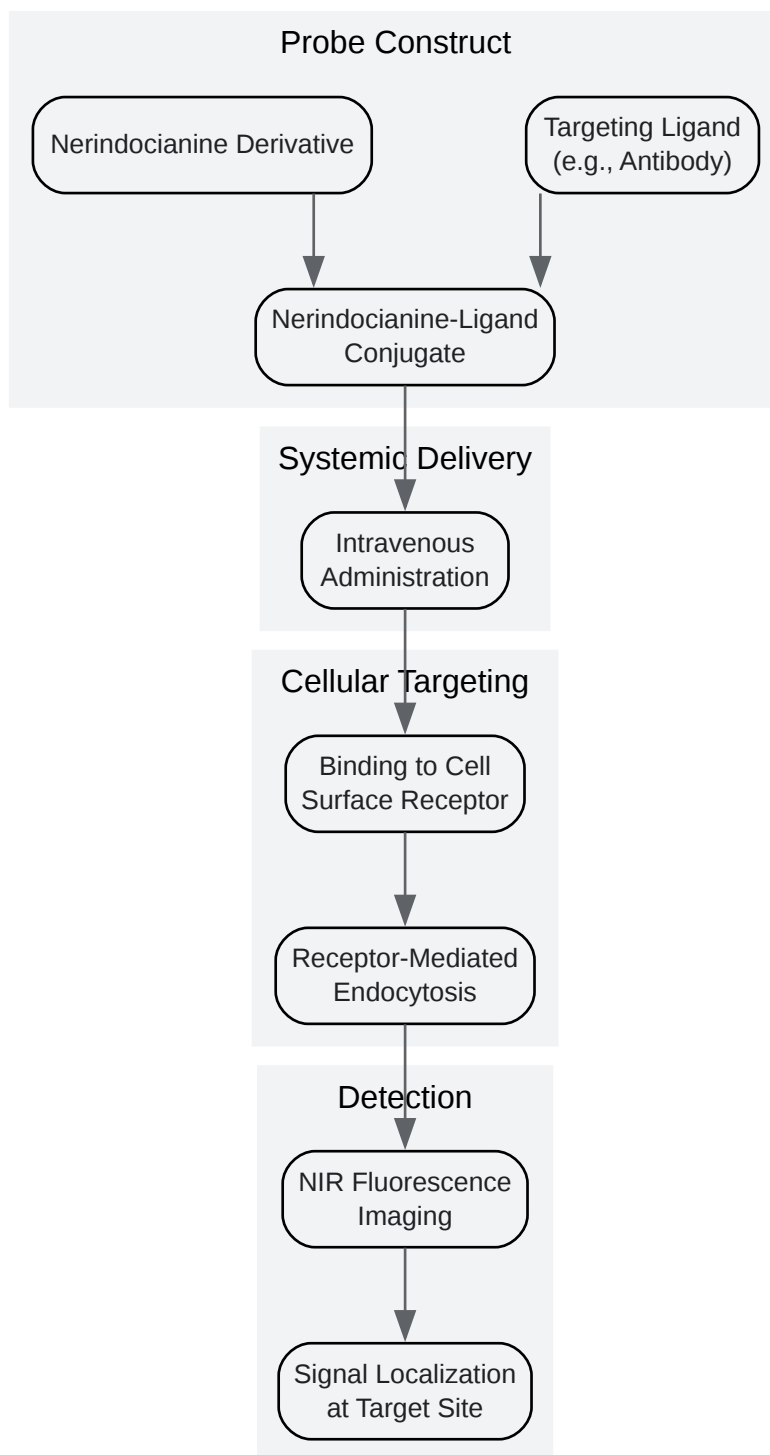 Probe Construct
Nerindocianine Derivative
Targeting Ligand
(e.g., Antibody)
Nerindocianine-Ligand
Conjugate
Systemic Delivery
Intravenous
Administration
Cellular Targeting
Binding to Cell
Surface Receptor
Receptor-Mediated
Endocytosis
Detection
NIR Fluorescence
Imaging
Signal Localization
at Target Site